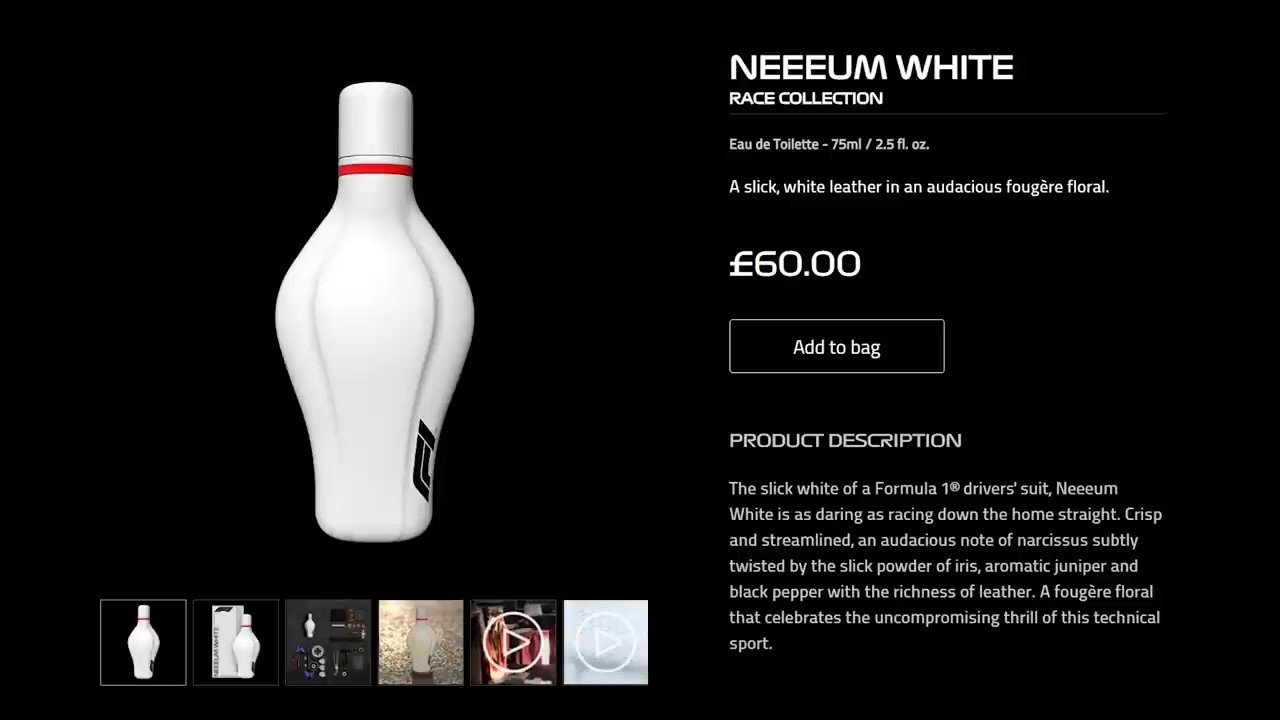 NEEEUM WHITE
RACE COLLECTION
Eau de Toilette - 75ml / 2.5 fl. oz.
A slick, white leather in an audacious fougère floral.
£60.00
Add to bag
PRODUCT DESCRIPTION
The slick white of a Formula 1® drivers' suit, Neeeum
White is as daring as racing down the home straight. Crisp
and streamlined, an audacious note of narcissus subtly
twisted by the slick powder of iris, aromatic juniper and
black pepper with the richness of leather. A fougère floral
that celebrates the uncompromising thrill of this technical
sport.
NEEEUM WHITE